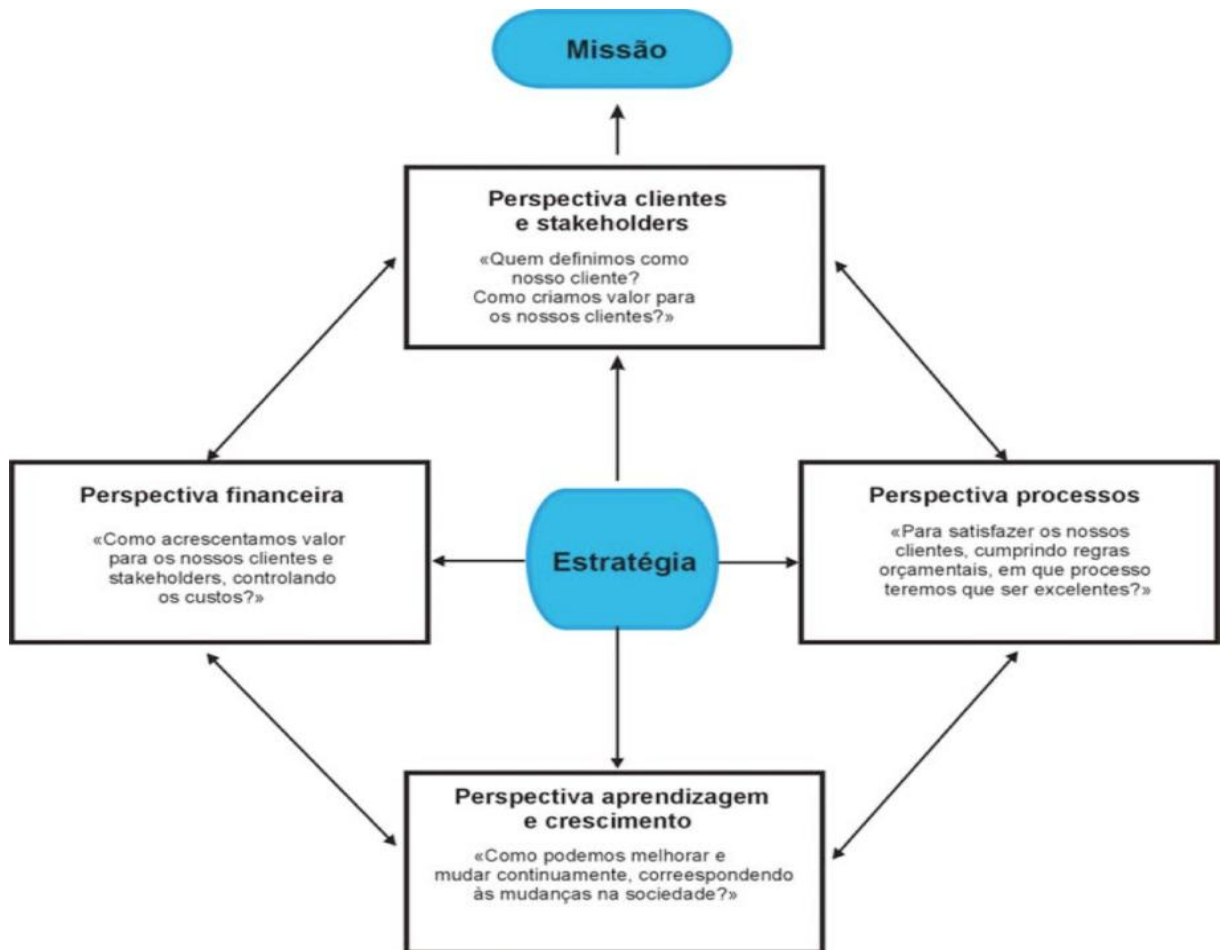 Missão
Perspectiva clientes
e stakeholders
«Quem definimos como
nosso cliente?
Como criamos valor para
os nossos clientes?»
Perspectiva financeira
«Como acrescentamos valor
para os nossos clientes e
stakeholders, controlando
os custos?»
Estratégia
Perspectiva processos
«Para satisfazer os nossos
clientes, cumprindo regras
orçamentais, em que processo
teremos que ser excelentes?»
Perspectiva aprendizagem
e crescimento
«Como podemos melhorar e
mudar continuamente, correespondendo
às mudanças na sociedade?»